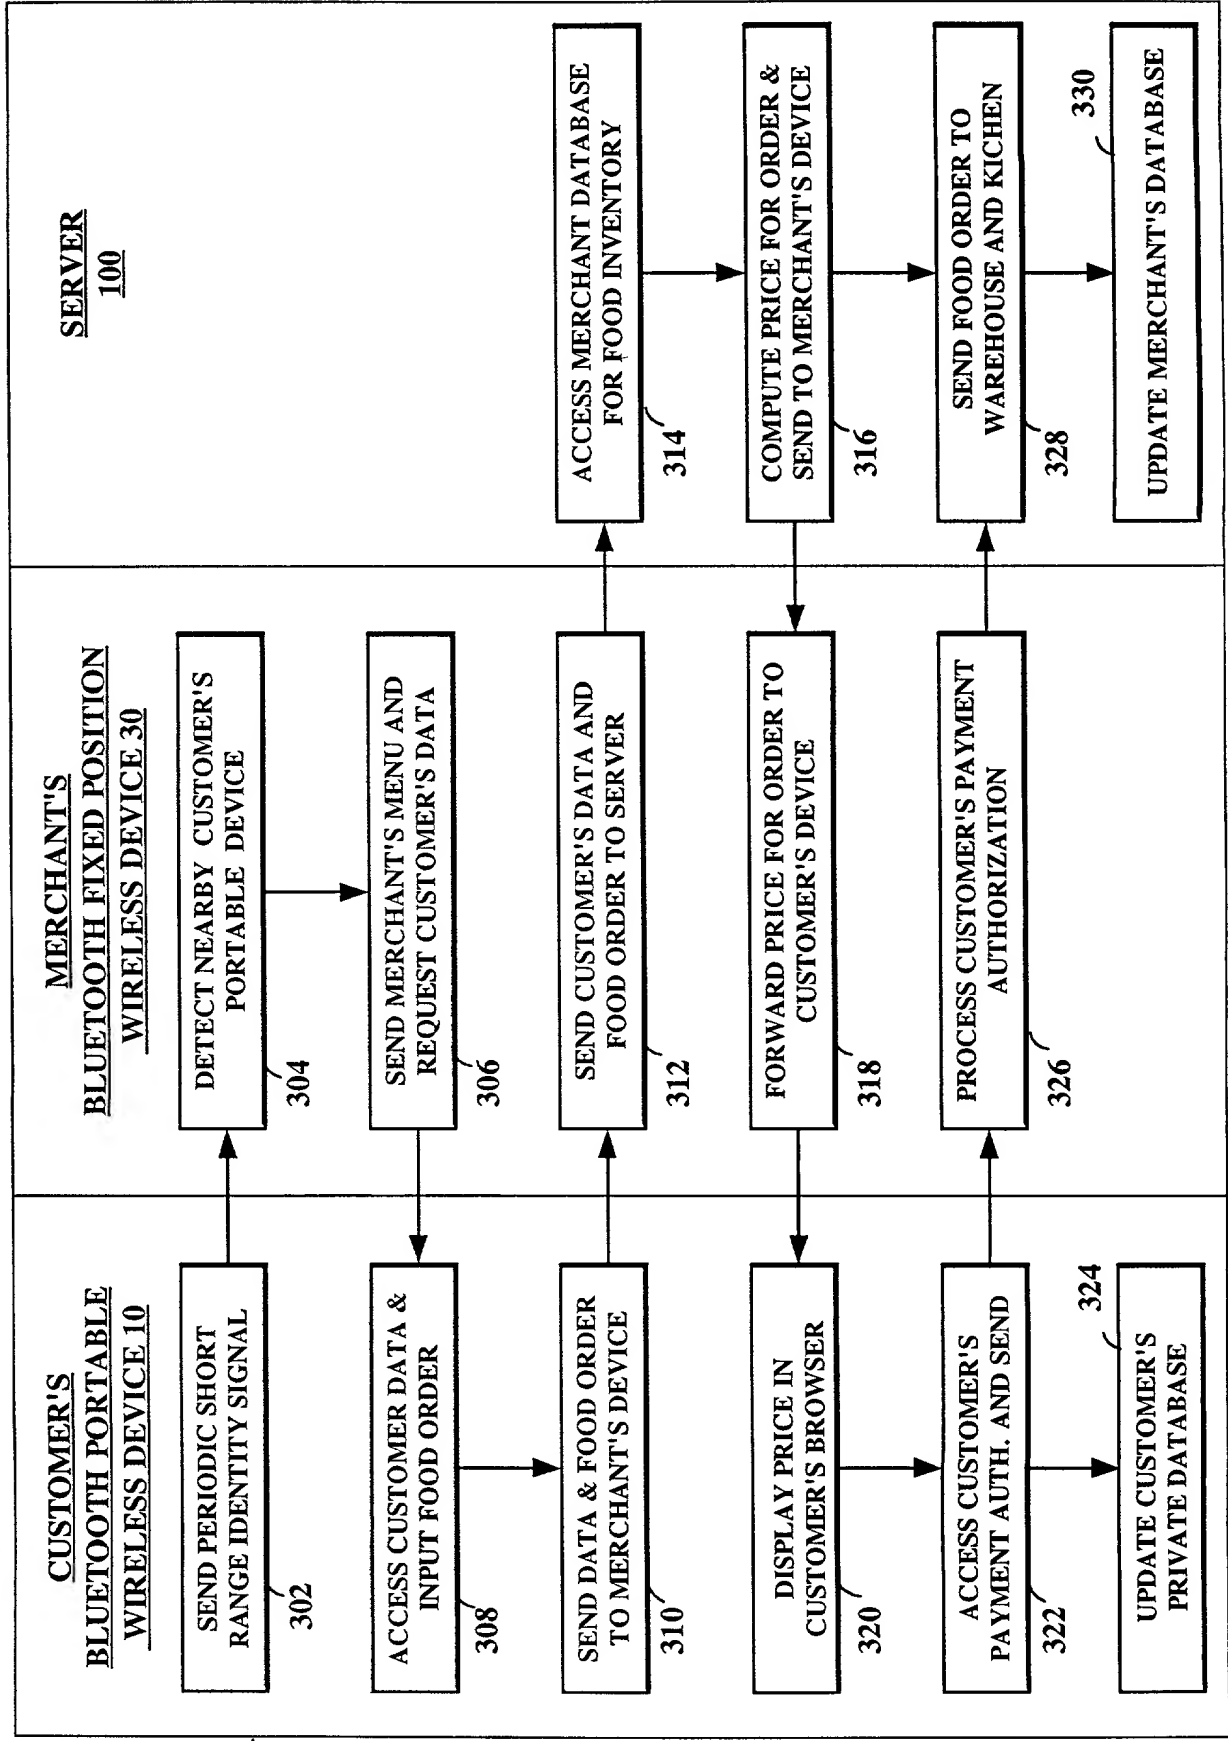 CUSTOMER'S
BLUETOOTH PORTABLE
WIRELESS DEVICE 10
MERCHANT'S
BLUETOOTH FIXED POSITION
WIRELESS DEVICE 30
SERVER
100
SEND PERIODIC SHORT
RANGE IDENTITY SIGNAL
302
DETECT NEARBY CUSTOMER'S
PORTABLE DEVICE
304
SEND MERCHANT'S MENU AND
REQUEST CUSTOMER'S DATA
306
ACCESS CUSTOMER DATA &
INPUT FOOD ORDER
308
SEND DATA & FOOD ORDER
TO MERCHANT'S DEVICE
310
SEND CUSTOMER'S DATA AND
FOOD ORDER TO SERVER
312
ACCESS MERCHANT DATABASE
FOR FOOD INVENTORY
314
COMPUTE PRICE FOR ORDER &
SEND TO MERCHANT'S DEVICE
316
FORWARD PRICE FOR ORDER TO
CUSTOMER'S DEVICE
318
DISPLAY PRICE IN
CUSTOMER'S BROWSER
320
ACCESS CUSTOMER'S
PAYMENT AUTH. AND SEND
322
324
UPDATE CUSTOMER'S
PRIVATE DATABASE
PROCESS CUSTOMER'S PAYMENT
AUTHORIZATION
326
SEND FOOD ORDER TO
WAREHOUSE AND KICHEN
328
330
UPDATE MERCHANT'S DATABASE